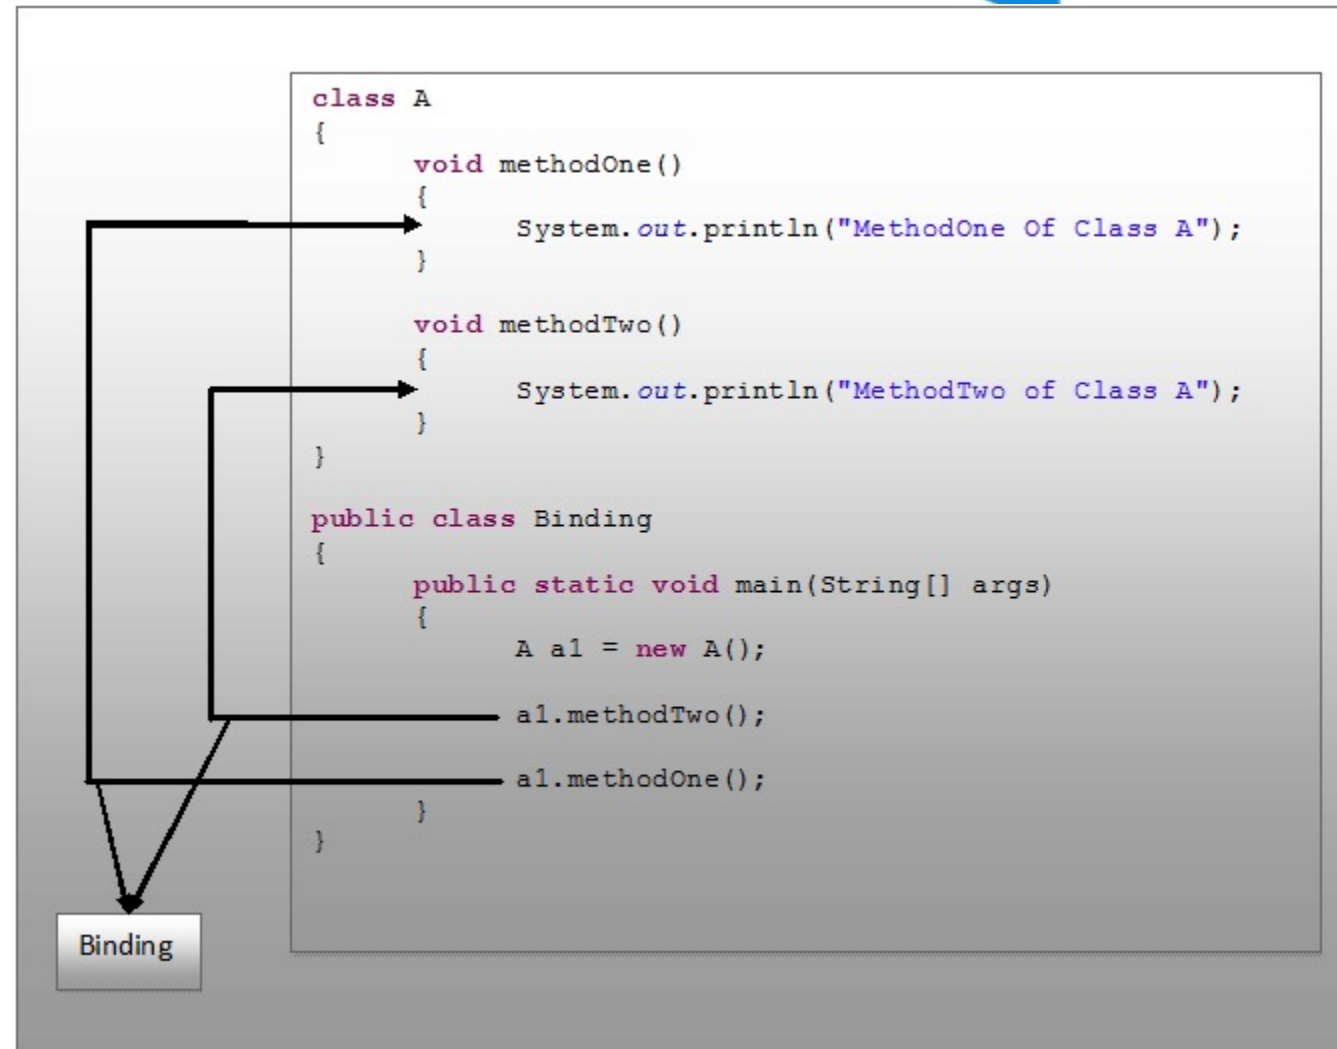 class A
{
void methodOne()
{
System.out.println("MethodOne Of Class A");
}
void methodTwo()
{
System.out.println("MethodTwo of Class A");
}
}
public class Binding
{
public static void main(String[] args)
{
A a1 = new A();
a1.methodTwo();
a1.methodOne();
}
}
Binding